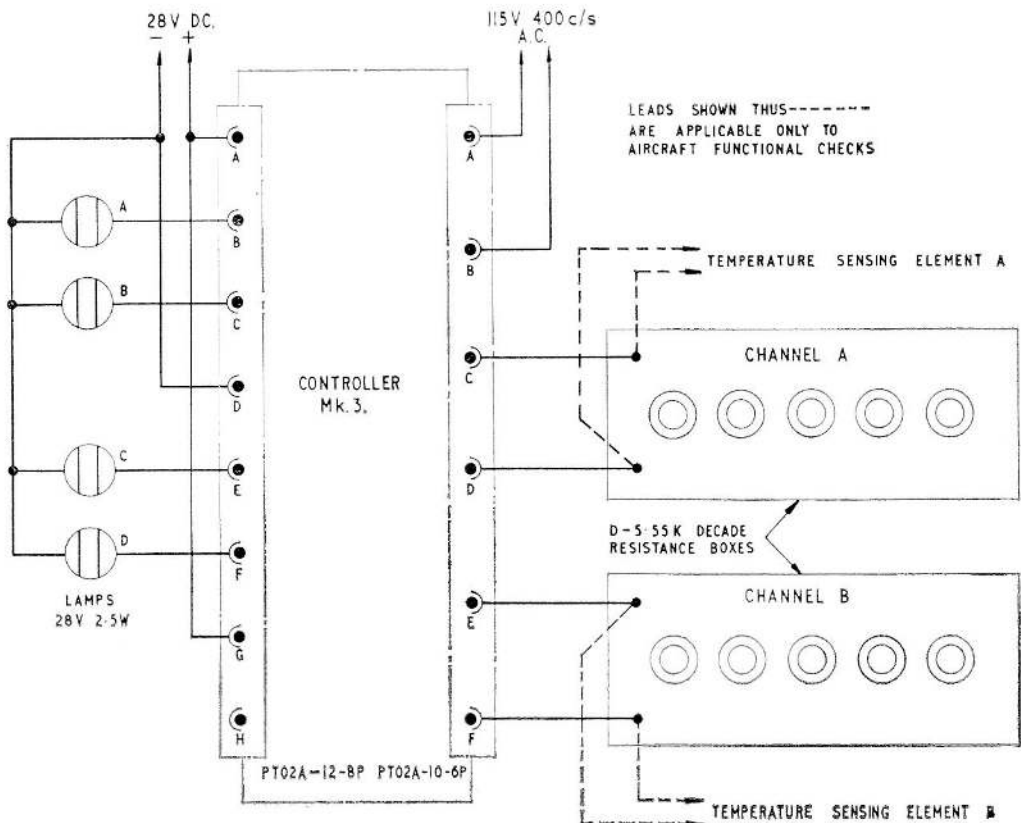 28V DC.
- +
115V 400c/s
A.C.
LEADS SHOWN THUS------
ARE APPLICABLE ONLY TO
AIRCRAFT FUNCTIONAL CHECKS
A
B
C
D
E
F
G
H
A
B
C
D
LAMPS
28V 2·5W
CONTROLLER
Mk.3.
A
B
C
D
E
F
PT02A-12-8P PT02A-10-6P
TEMPERATURE SENSING ELEMENT A
CHANNEL A
D-5·55K DECADE
RESISTANCE BOXES
CHANNEL B
TEMPERATURE SENSING ELEMENT B